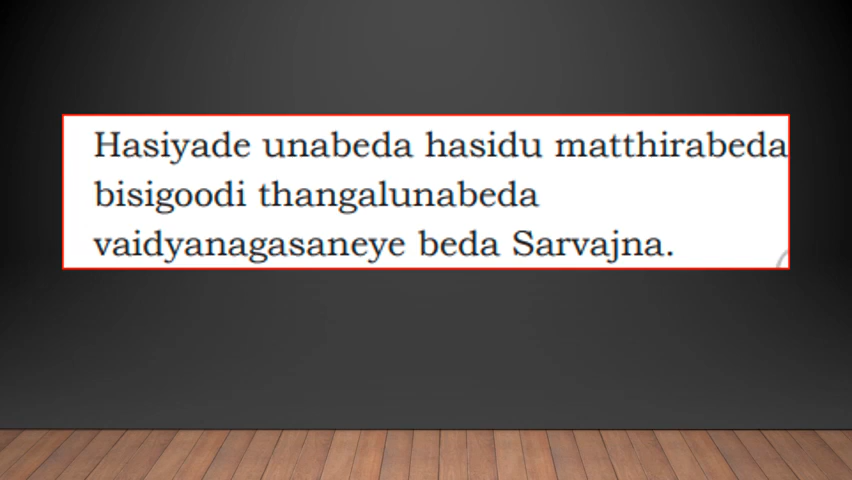 Hasiyade unabeda hasidu matthirabeda
bisigoodi thangalunabeda
vaidyanagasaneye beda Sarvajna.